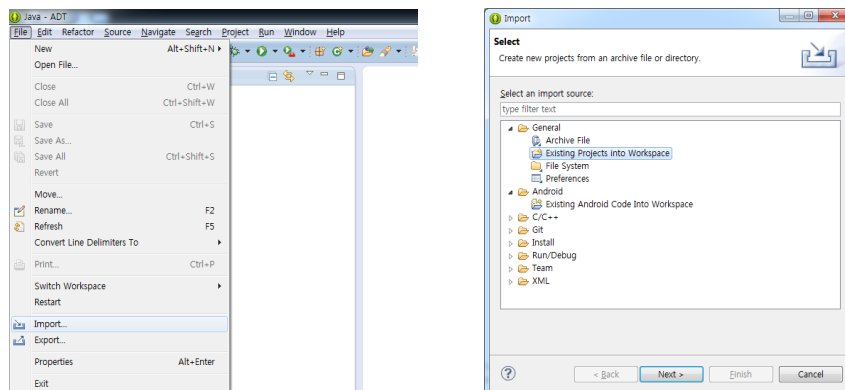 Java - ADT
File Edit Refactor Source Navigate Search Project Run Window Help
New Alt+Shift+N
Open File...
Close Ctrl+W
Close All Ctrl+Shift+W
Save Ctrl+S
Save As...
Save All Ctrl+Shift+S
Revert
Move...
Rename... F2
Refresh F5
Convert Line Delimiters To
Print... Ctrl+P
Switch Workspace
Restart
Import...
Export...
Properties Alt+Enter
Exit
Import
Select
Create new projects from an archive file or directory.
Select an import source:
type filter text
General
Archive File
Existing Projects into Workspace
File System
Preferences
Android
Existing Android Code Into Workspace
C/C++
Git
Install
Run/Debug
Team
XML
< Back Next > Finish Cancel